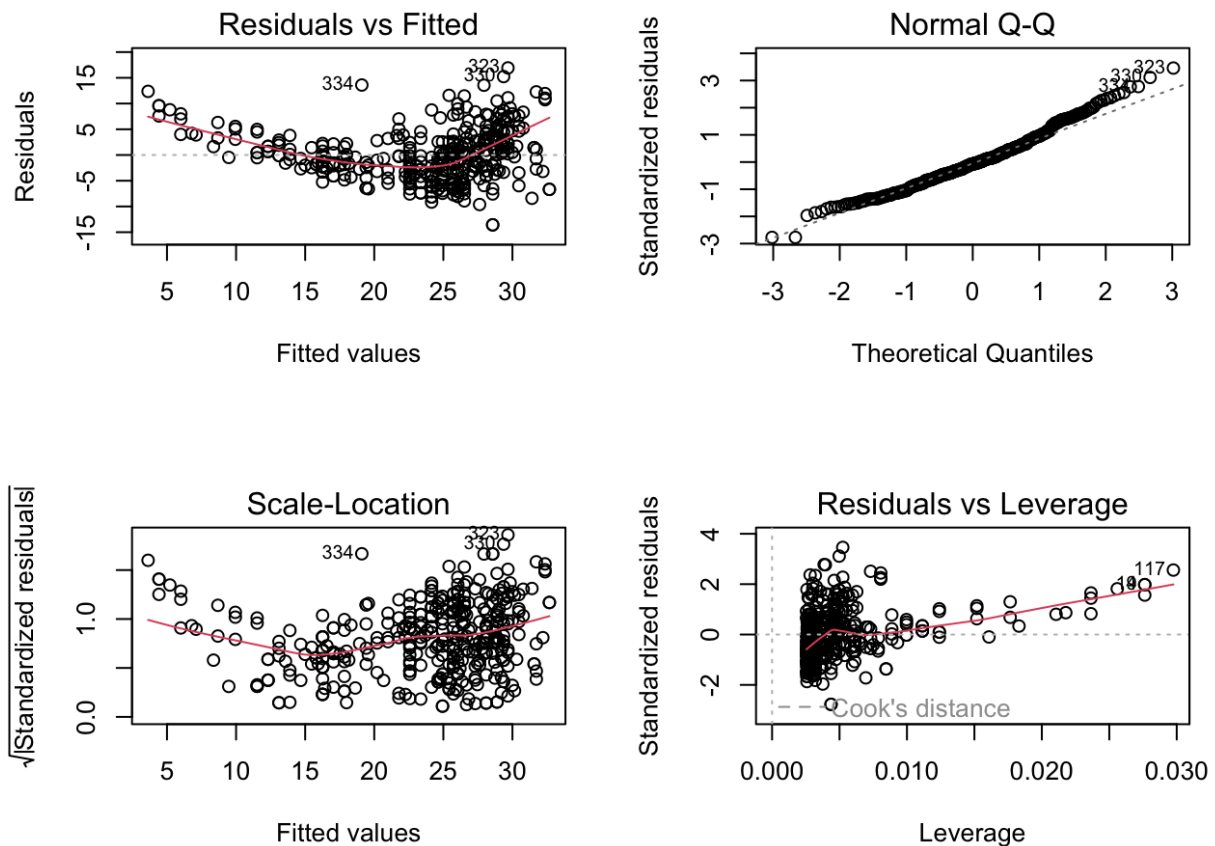 Residuals vs Fitted
Residuals
15
5
-5
-15
334
323
330
5 10 15 20 25 30
Fitted values
Normal Q-Q
Standardized residuals
3
1
-1
-3
323
330
334
-3 -2 -1 0 1 2 3
Theoretical Quantiles
Scale-Location
√|Standardized residuals|
1.0
0.0
334
323
330
5 10 15 20 25 30
Fitted values
Residuals vs Leverage
Standardized residuals
4
2
0
-2
117
Cook's distance
0.000 0.010 0.020 0.030
Leverage